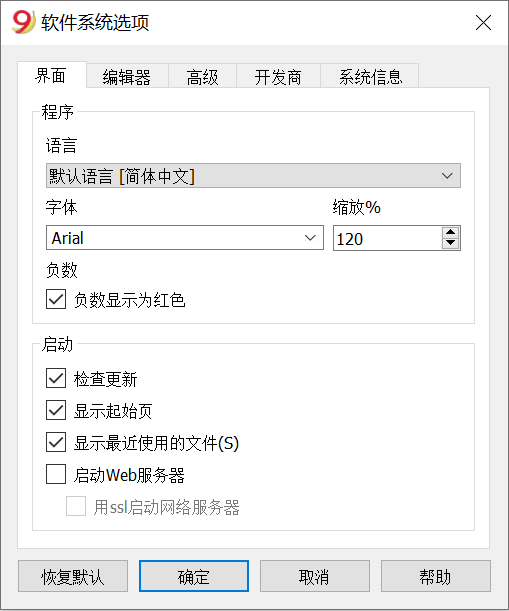 软件系统选项
界面 编辑器 高级 开发商 系统信息
程序
语言
默认语言 [简体中文]
字体 缩放%
Arial 120
负数
负数显示为红色
启动
检查更新
显示起始页
显示最近使用的文件(S)
启动Web服务器
用ssl启动网络服务器
恢复默认 确定 取消 帮助